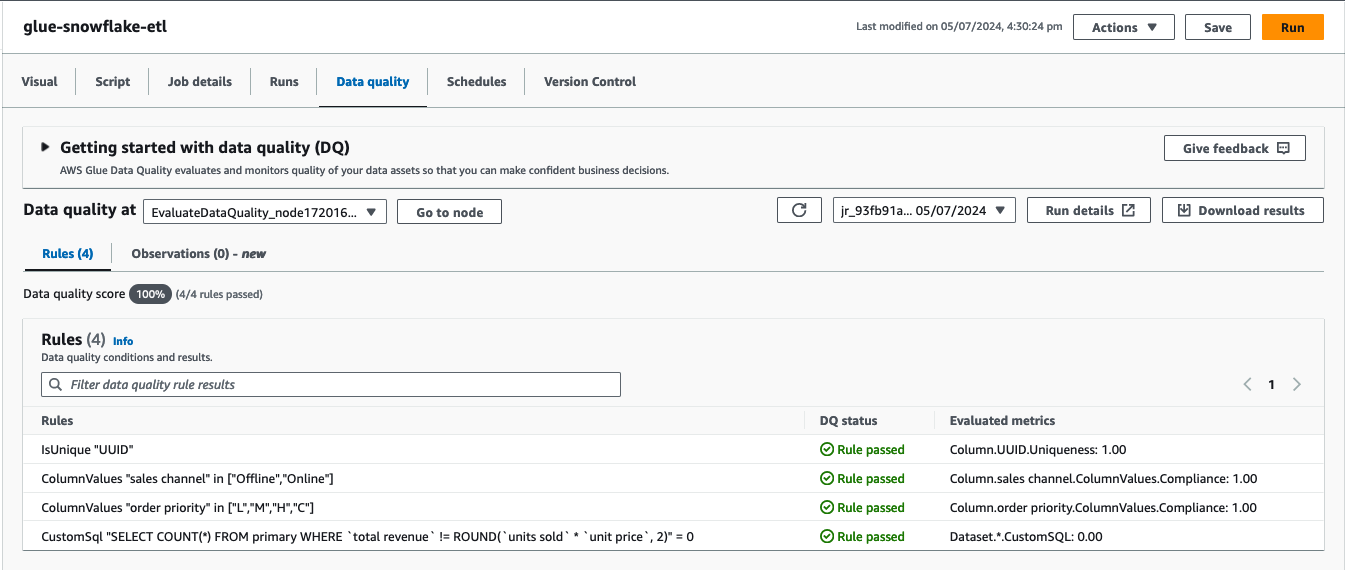 glue-snowflake-etl
Last modified on 05/07/2024, 4:30:24 pm
Actions
Save
Run
Visual
Script
Job details
Runs
Data quality
Schedules
Version Control
Getting started with data quality (DQ)
Give feedback
AWS Glue Data Quality evaluates and monitors quality of your data assets so that you can make confident business decisions.
Data quality at
EvaluateDataQuality_node172016...
Go to node
jr_93fb91a... 05/07/2024
Run details
Download results
Rules (4)
Observations (0) - new
Data quality score 100% (4/4 rules passed)
Rules (4) Info
Data quality conditions and results.
Filter data quality rule results
1
Rules DQ status Evaluated metrics
IsUnique "UUID" Rule passed Column.UUID.Uniqueness: 1.00
ColumnValues "sales channel" in ["Offline","Online"] Rule passed Column.sales channel.ColumnValues.Compliance: 1.00
ColumnValues "order priority" in ["L","M","H","C"] Rule passed Column.order priority.ColumnValues.Compliance: 1.00
CustomSql "SELECT COUNT(*) FROM primary WHERE `total revenue` != ROUND(`units sold` * `unit price`, 2)" = 0 Rule passed Dataset.*.CustomSQL: 0.00